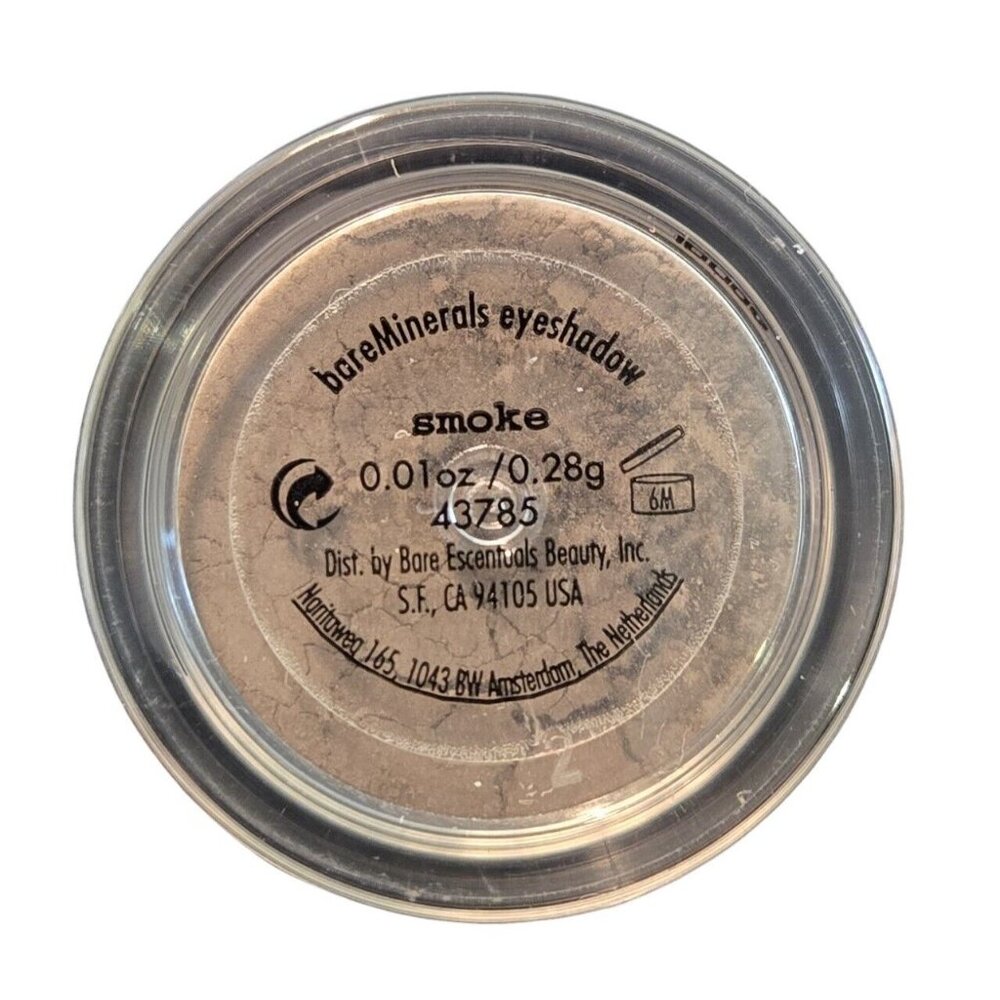 bareMinerals eyeshadow
smoke
0.01oz /0.28g
43785
6M
Dist. by Bare Escentuals Beauty, Inc.
S.F., CA 94105 USA
Naritaweg 165, 1043 BW Amsterdam, The Netherlands
2